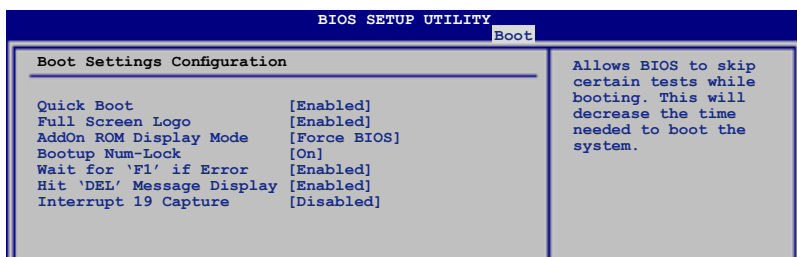 BIOS SETUP UTILITY
Boot
Boot Settings Configuration
Quick Boot [Enabled]
Full Screen Logo [Enabled]
AddOn ROM Display Mode [Force BIOS]
Bootup Num-Lock [On]
Wait for ‘F1’ if Error [Enabled]
Hit ‘DEL’ Message Display [Enabled]
Interrupt 19 Capture [Disabled]
Allows BIOS to skip
certain tests while
booting. This will
decrease the time
needed to boot the
system.